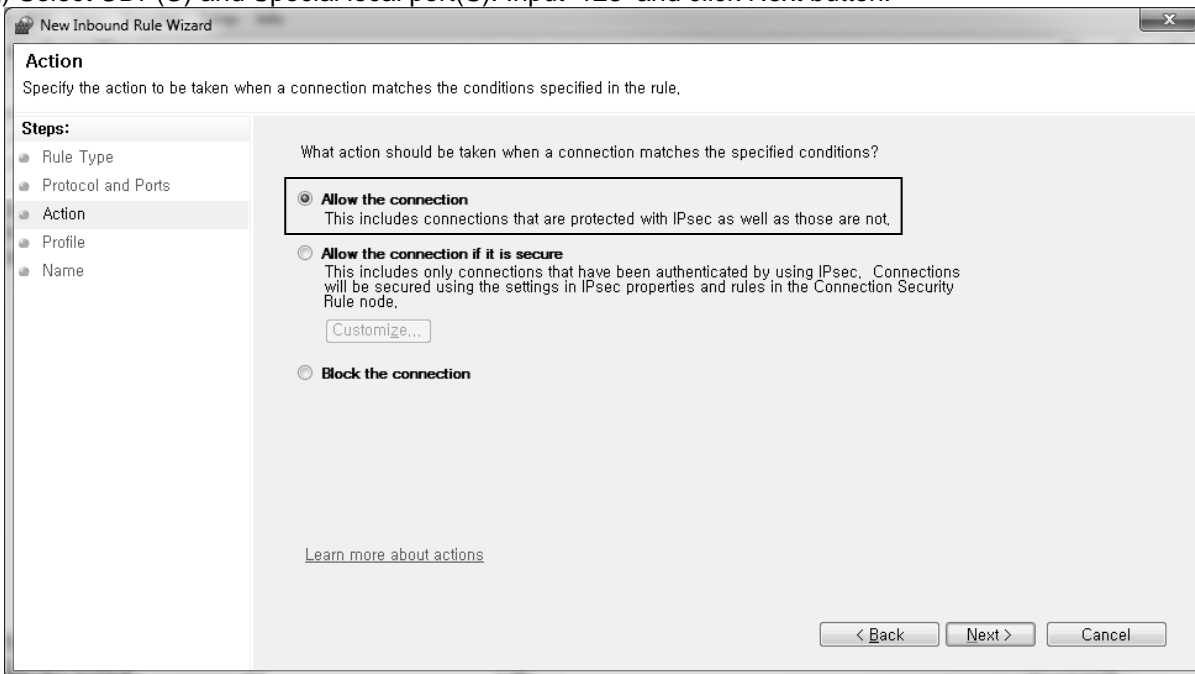 New Inbound Rule Wizard
Action
Specify the action to be taken when a connection matches the conditions specified in the rule.
Steps:
Rule Type
Protocol and Ports
Action
Profile
Name
What action should be taken when a connection matches the specified conditions?
Allow the connection
This includes connections that are protected with IPsec as well as those are not.
Allow the connection if it is secure
This includes only connections that have been authenticated by using IPsec. Connections
will be secured using the settings in IPsec properties and rules in the Connection Security
Rule node.
Customize...
Block the connection
Learn more about actions
< Back
Next >
Cancel